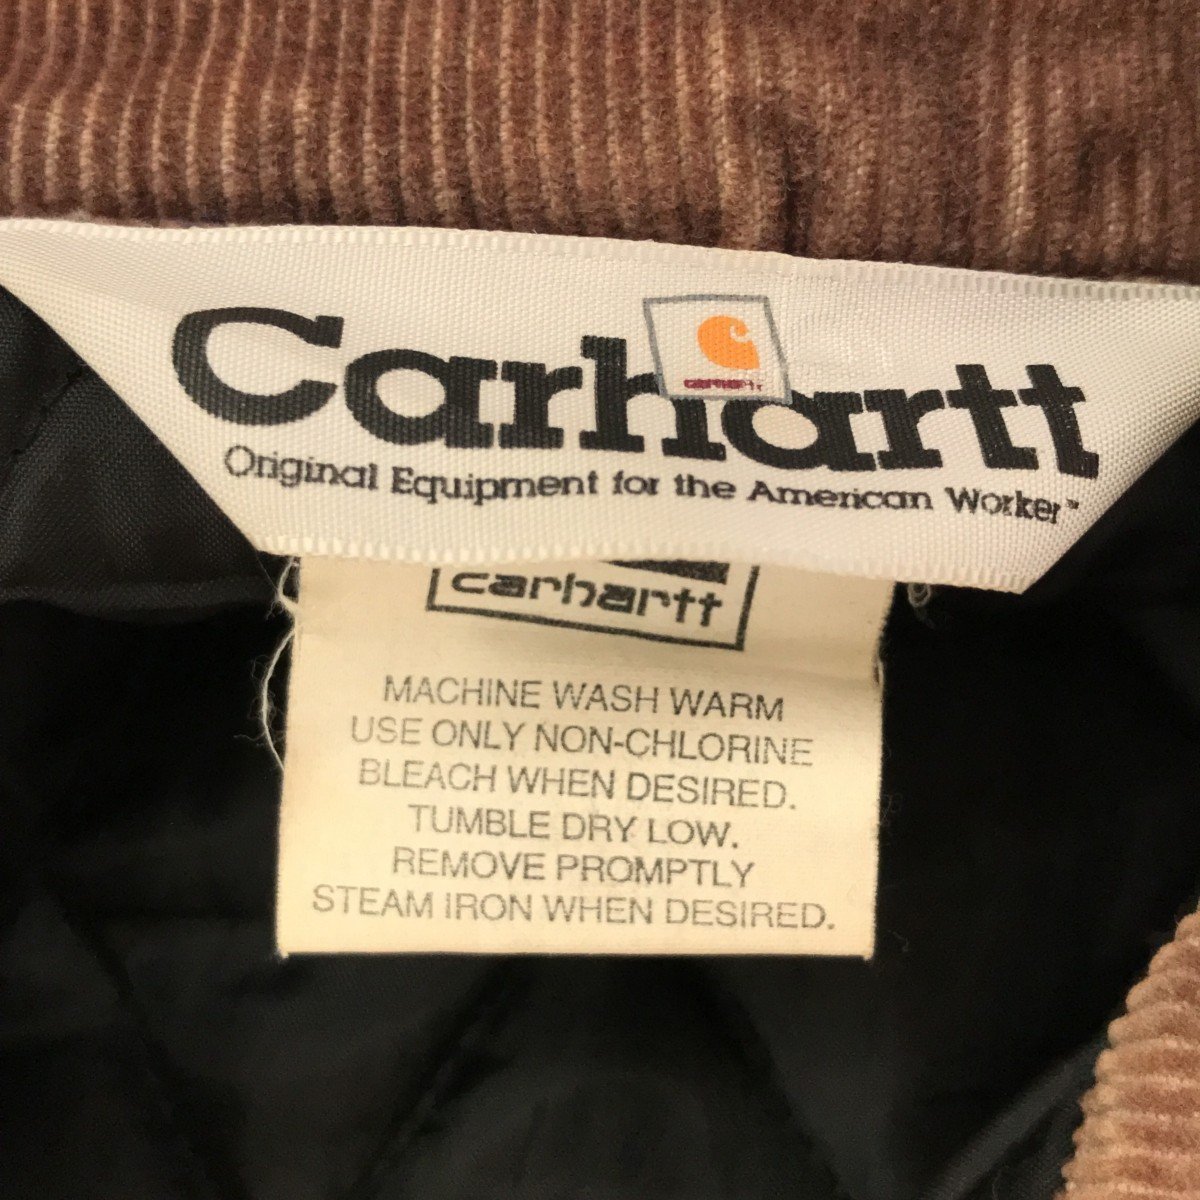 Carhartt
carhartt
Original Equipment for the American Worker™
carhartt
MACHINE WASH WARM
USE ONLY NON-CHLORINE
BLEACH WHEN DESIRED.
TUMBLE DRY LOW.
REMOVE PROMPTLY
STEAM IRON WHEN DESIRED.